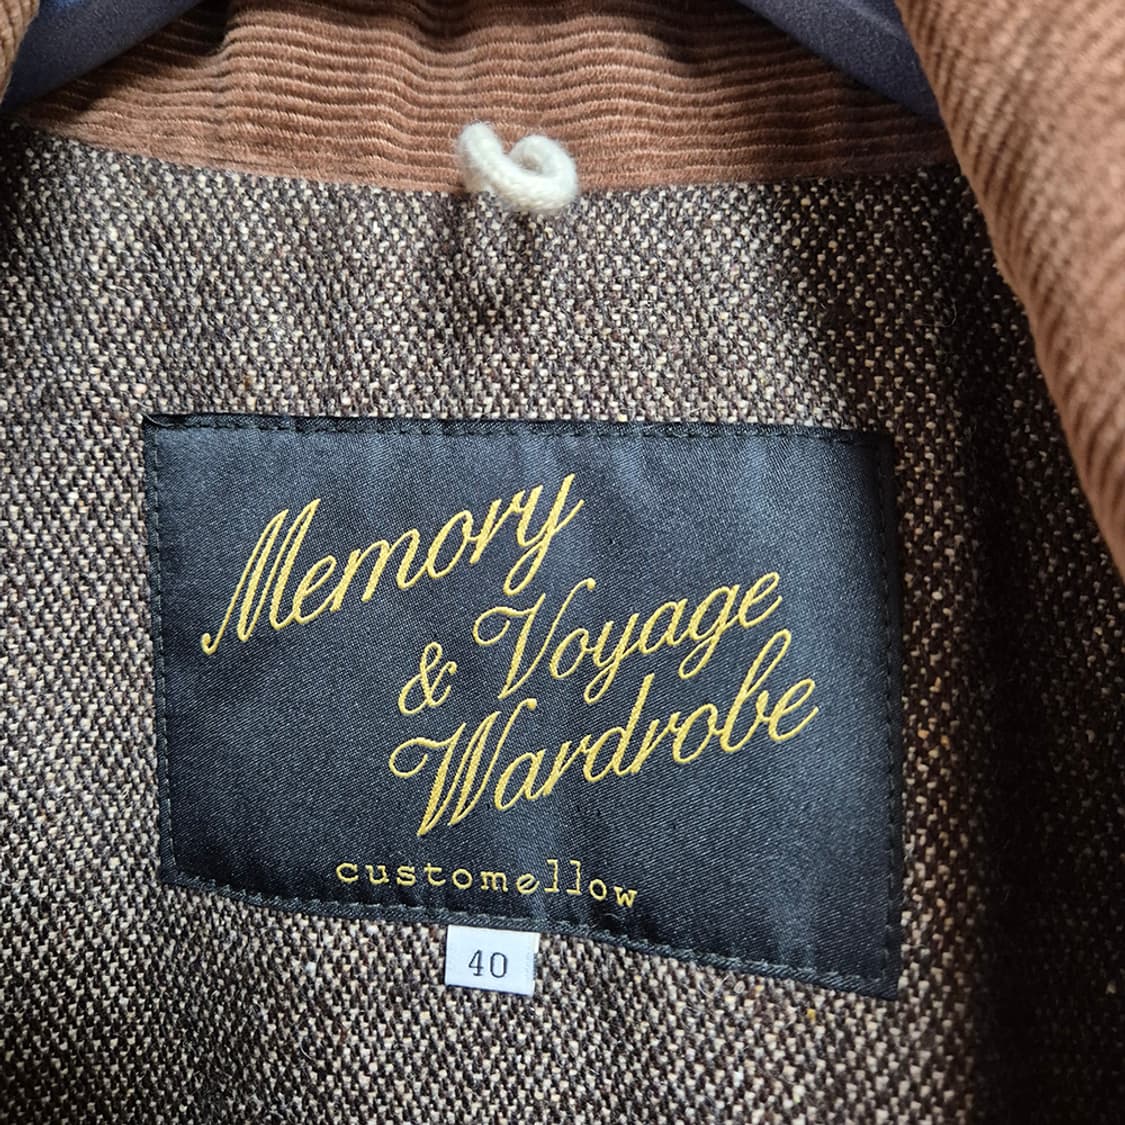 Memory
& Voyage
Wardrobe
customellow
40